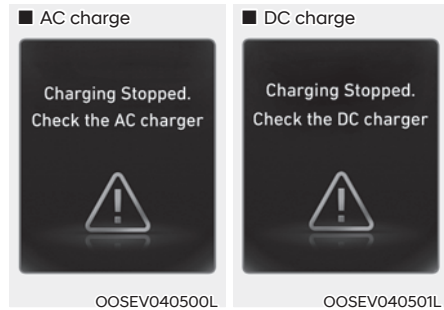 ■ AC charge
Charging Stopped.
Check the AC charger
OOSEV040500L
■ DC charge
Charging Stopped.
Check the DC charger
OOSEV040501L